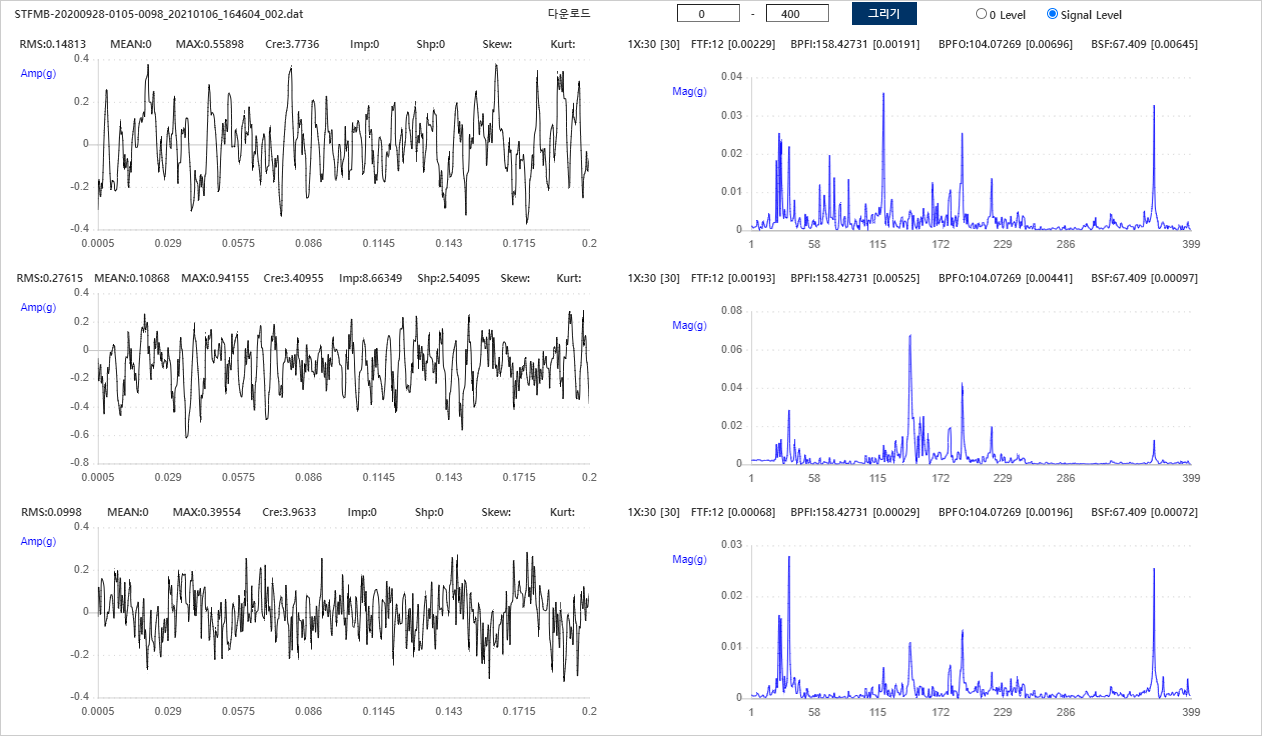 STFMB-20200928-0105-0098_20210106_164604_002.dat 다운로드 0 - 400 그리기 0 Level Signal Level
RMS:0.14813 MEAN:0 MAX:0.55898 Cre:3.7736 Imp:0 Shp:0 Skew: Kurt:
Amp(g)
0.4
0.2
0
-0.2
-0.4
0.0005 0.029 0.0575 0.086 0.1145 0.143 0.1715 0.2
1X:30 [30] FTF:12 [0.00229] BPFI:158.42731 [0.00191] BPFO:104.07269 [0.00696] BSF:67.409 [0.00645]
Mag(g)
0.04
0.03
0.02
0.01
0
1 58 115 172 229 286 399
RMS:0.27615 MEAN:0.10868 MAX:0.94155 Cre:3.40955 Imp:8.66349 Shp:2.54095 Skew: Kurt:
Amp(g)
0.4
0.2
0
-0.2
-0.4
-0.6
-0.8
0.0005 0.029 0.0575 0.086 0.1145 0.143 0.1715 0.2
1X:30 [30] FTF:12 [0.00193] BPFI:158.42731 [0.00525] BPFO:104.07269 [0.00441] BSF:67.409 [0.00097]
Mag(g)
0.08
0.06
0.04
0.02
0
1 58 115 172 229 286 399
RMS:0.0998 MEAN:0 MAX:0.39554 Cre:3.9633 Imp:0 Shp:0 Skew: Kurt:
Amp(g)
0.4
0.2
0
-0.2
-0.4
0.0005 0.029 0.0575 0.086 0.1145 0.143 0.1715 0.2
1X:30 [30] FTF:12 [0.00068] BPFI:158.42731 [0.00029] BPFO:104.07269 [0.00196] BSF:67.409 [0.00072]
Mag(g)
0.03
0.02
0.01
0
1 58 115 172 229 286 399